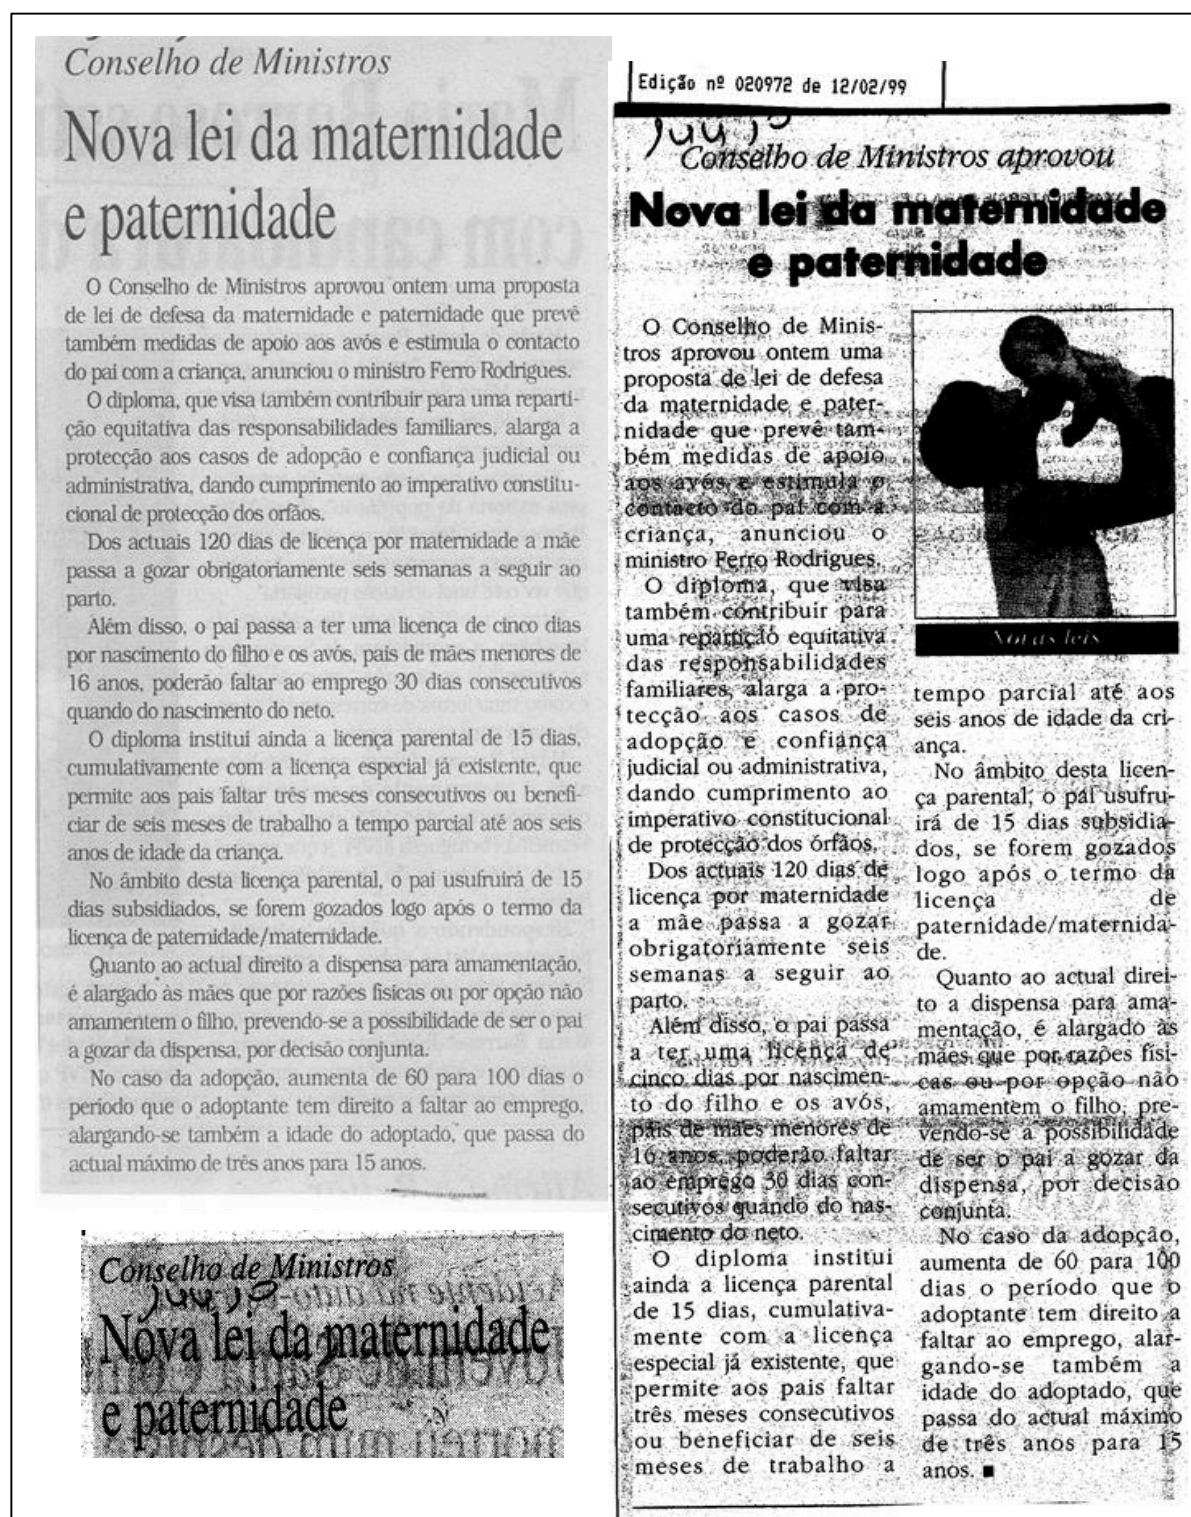 Conselho de Ministros
Nova lei da maternidade
e paternidade
O Conselho de Ministros aprovou ontem uma proposta
de lei de defesa da maternidade e paternidade que prevê
também medidas de apoio aos avós e estimula o contacto
do pai com a criança, anunciou o ministro Ferro Rodrigues.
O diploma, que visa também contribuir para uma reparti-
ção equitativa das responsabilidades familiares, alarga a
protecção aos casos de adopção e confiança judicial ou
administrativa, dando cumprimento ao imperativo constitu-
cional de protecção dos orfãos.
Dos actuais 120 dias de licença por maternidade a mãe
passa a gozar obrigatoriamente seis semanas a seguir ao
parto.
Além disso, o pai passa a ter uma licença de cinco dias
por nascimento do filho e os avós, pais de mães menores de
16 anos, poderão faltar ao emprego 30 dias consecutivos
quando do nascimento do neto.
O diploma institui ainda a licença parental de 15 dias,
cumulativamente com a licença especial já existente, que
permite aos pais faltar três meses consecutivos ou benefi-
ciar de seis meses de trabalho a tempo parcial até aos seis
anos de idade da criança.
No âmbito desta licença parental, o pai usufruirá de 15
dias subsidiados, se forem gozados logo após o termo da
licença de paternidade/maternidade.
Quanto ao actual direito a dispensa para amamentação,
é alargado às mães que por razões fisicas ou por opção não
amamentem o filho, prevendo-se a possibilidade de ser o pai
a gozar da dispensa, por decisão conjunta.
No caso da adopção, aumenta de 60 para 100 dias o
período que o adoptante tem direito a faltar ao emprego,
alargando-se também a idade do adoptado, que passa do
actual máximo de três anos para 15 anos.
Conselho de Ministros
Nova lei da maternidade
e paternidade
Edição nº 020972 de 12/02/99
Conselho de Ministros aprovou
Nova lei da maternidade
e paternidade
O Conselho de Minis-
tros aprovou ontem uma
proposta de lei de defesa
da maternidade e pater-
nidade que prevê tam-
bém medidas de apoio
aos avós e estimula o
contacto do pai com a
criança, anunciou o
ministro Ferro Rodrigues.
O diploma, que visa
também contribuir para
uma repartição equitativa
das responsabilidades
familiares, alarga a pro-
tecção aos casos de
adopção e confiança
judicial ou administrativa,
dando cumprimento ao
imperativo constitucional
de protecção dos órfãos.
Dos actuais 120 dias de
licença por maternidade
a mãe passa a gozar
obrigatoriamente seis
semanas a seguir ao
parto.
Além disso, o pai passa
a ter uma licença de
cinco dias por nascimen-
to do filho e os avós,
pais de mães menores de
16 anos, poderão faltar
ao emprego 30 dias con-
secutivos quando do nas-
cimento do neto.
O diploma institui
ainda a licença parental
de 15 dias, cumulativa-
mente com a licença
especial já existente, que
permite aos pais faltar
três meses consecutivos
ou beneficiar de seis
meses de trabalho a
Novas leis
tempo parcial até aos
seis anos de idade da cri-
ança.
No âmbito desta licen-
ça parental, o pai usufru-
irá de 15 dias subsidia-
dos, se forem gozados
logo após o termo da
licença de
paternidade/maternida-
de.
Quanto ao actual direi-
to a dispensa para ama-
mentação, é alargado às
mães que por razões físi-
cas ou por opção não
amamentem o filho, pre-
vendo-se a possibilidade
de ser o pai a gozar da
dispensa, por decisão
conjunta.
No caso da adopção,
aumenta de 60 para 100
dias o período que o
adoptante tem direito a
faltar ao emprego, alar-
gando-se também a
idade do adoptado, que
passa do actual máximo
de três anos para 15
anos. ■